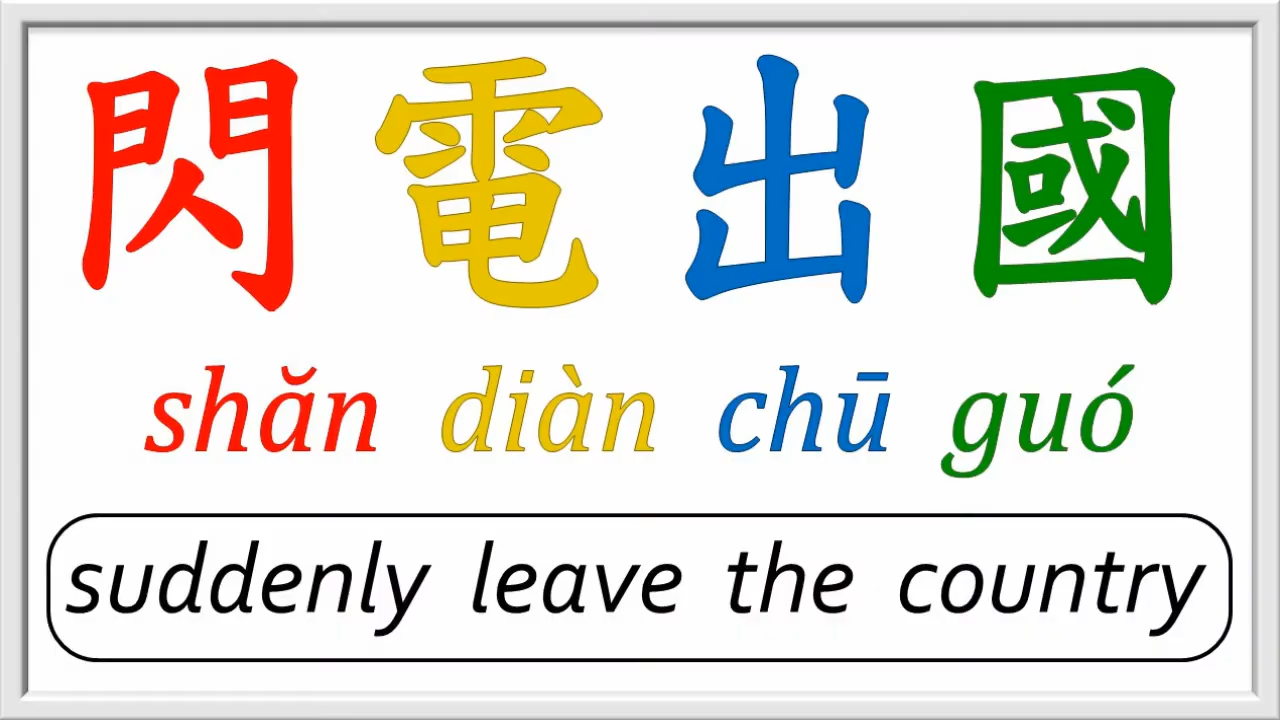 閃電出國
shăn diàn chū guó
suddenly leave the country